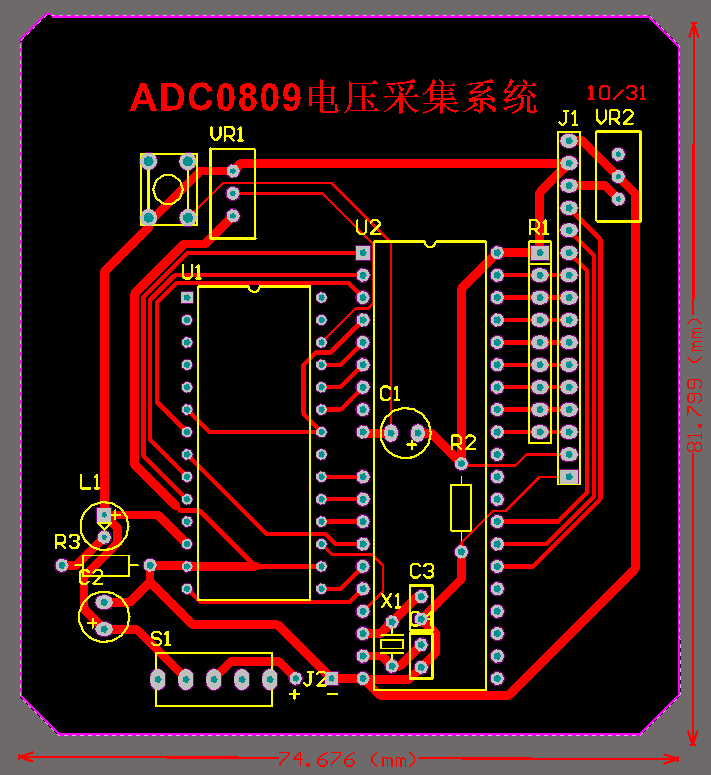 ADC0809电压采集系统
10/31
J1
VR2
VR1
U2
R1
U1
81.799 (mm)
C1
R2
L1
+
R3
C2
C3
X1
+
S1
J2
+
-
74.676 (mm)